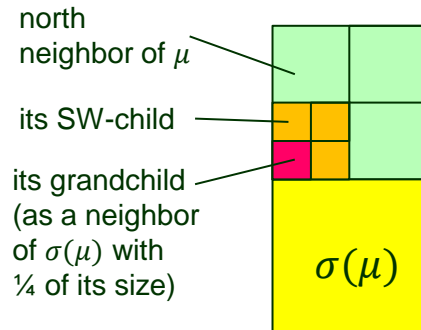 north
neighbor of 𝜇
its SW-child
its grandchild
(as a neighbor
of 𝜎(𝜇) with
¼ of its size)
𝜎(𝜇)